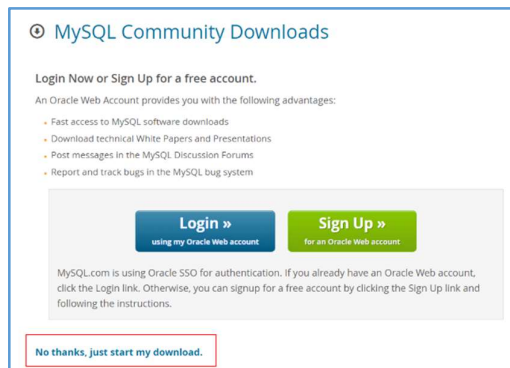 MySQL Community Downloads
Login Now or Sign Up for a free account.
An Oracle Web Account provides you with the following advantages:
Fast access to MySQL software downloads
Download technical White Papers and Presentations
Post messages in the MySQL Discussion Forums
Report and track bugs in the MySQL bug system
Login »
using my Oracle Web account
Sign Up »
for an Oracle Web account
MySQL.com is using Oracle SSO for authentication. If you already have an Oracle Web account,
click the Login link. Otherwise, you can signup for a free account by clicking the Sign Up link and
following the instructions.
No thanks, just start my download.